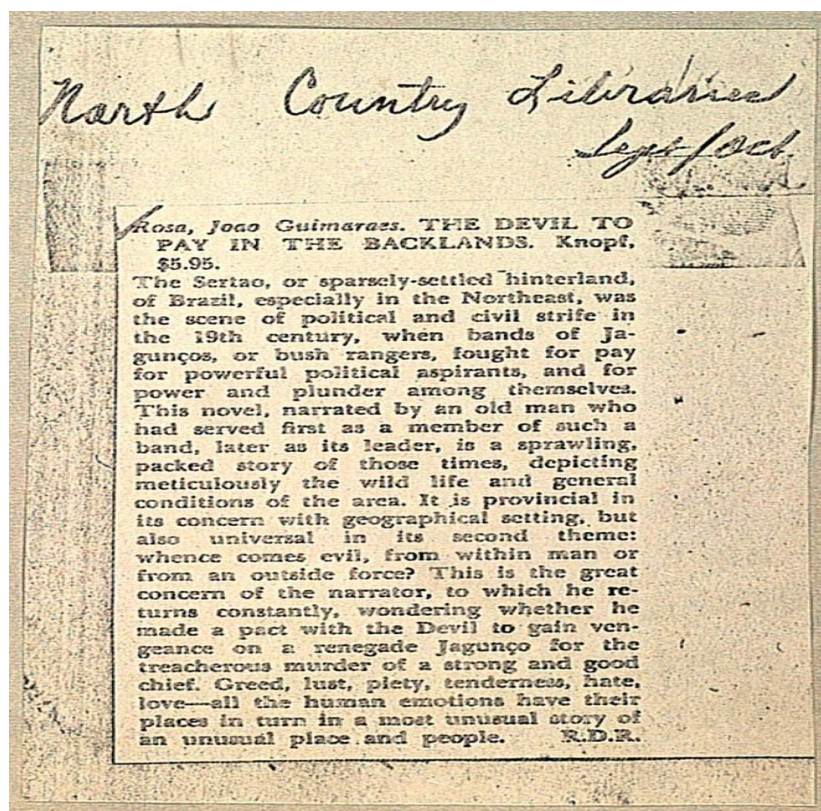 North Country Libraries
Sept/Oct
Rosa, Joao Guimaraes. THE DEVIL TO
PAY IN THE BACKLANDS. Knopf,
$5.95.
The Sertao, or sparsely-settled hinterland,
of Brazil, especially in the Northeast, was
the scene of political and civil strife in
the 19th century, when bands of Ja-
gunços, or bush rangers, fought for pay
for powerful political aspirants, and for
power and plunder among themselves.
This novel, narrated by an old man who
had served first as a member of such a
band, later as its leader, is a sprawling,
packed story of those times, depicting
meticulously the wild life and general
conditions of the area. It is provincial in
its concern with geographical setting, but
also universal in its second theme:
whence comes evil, from within man or
from an outside force? This is the great
concern of the narrator, to which he re-
turns constantly, wondering whether he
made a pact with the Devil to gain ven-
geance on a renegade Jagunço for the
treacherous murder of a strong and good
chief. Greed, lust, piety, tenderness, hate,
love—all the human emotions have their
places in turn in a most unusual story of
an unusual place and people. R.D.R.